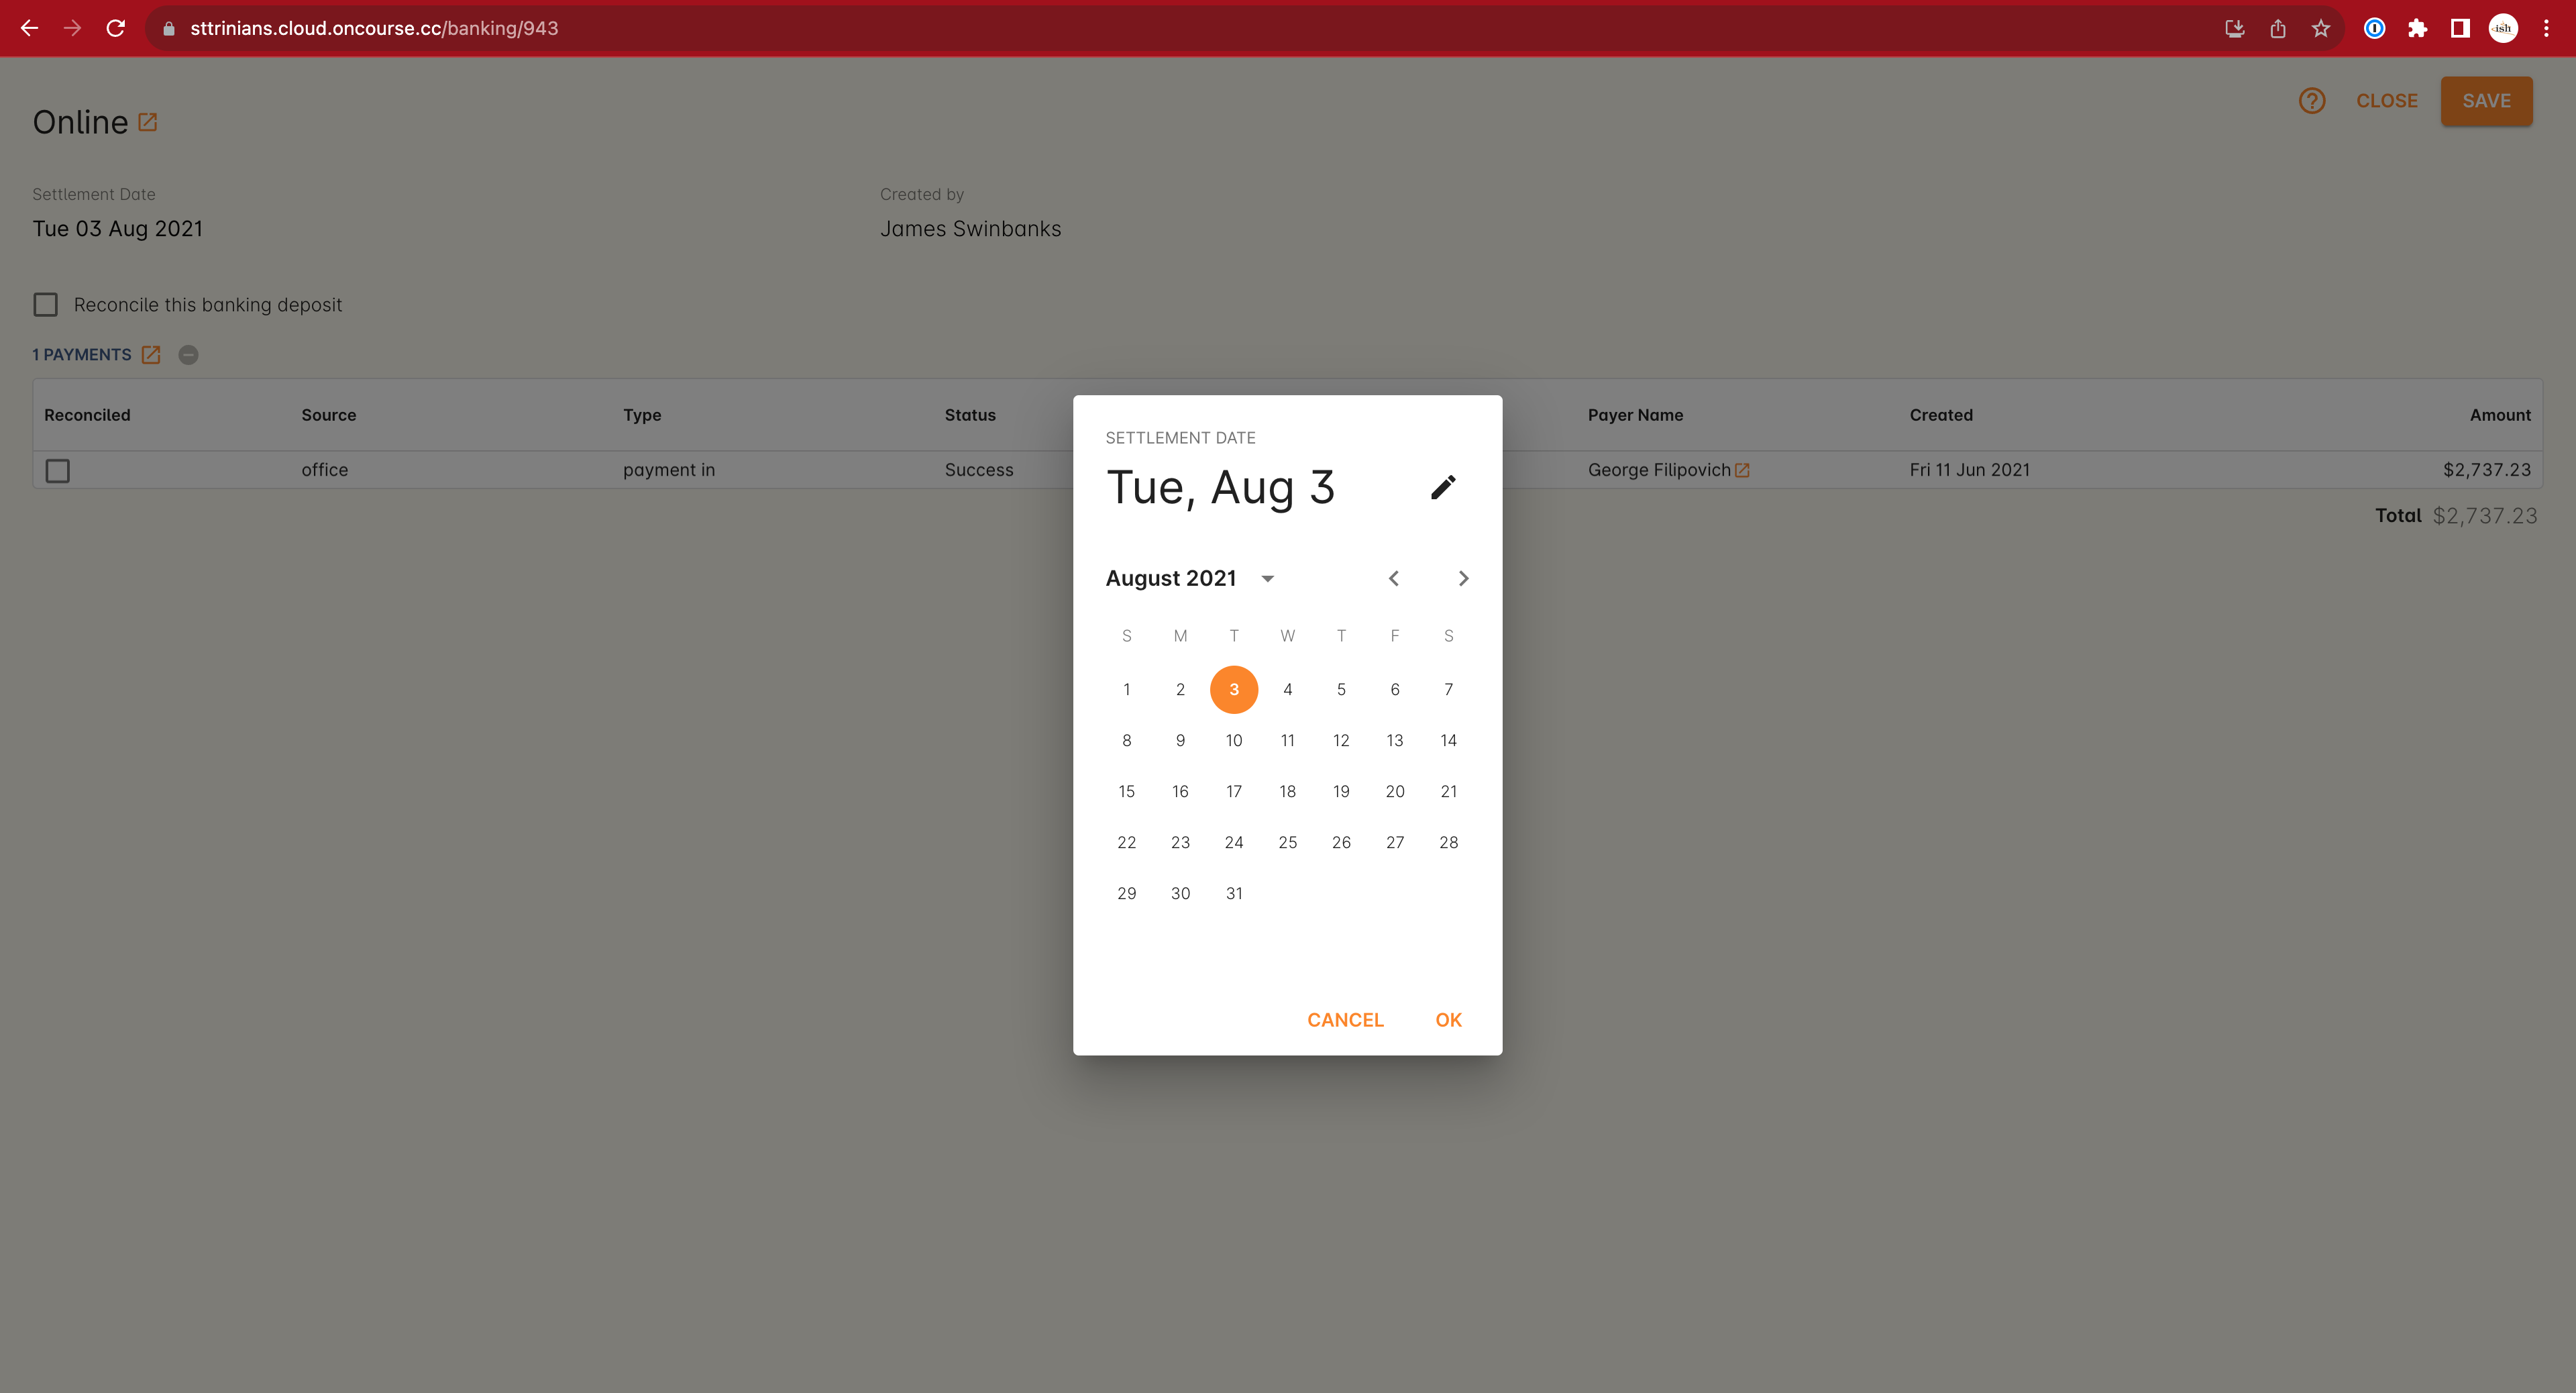 sttrinians.cloud.oncourse.cc/banking/943
ish
Online
CLOSE
SAVE
Settlement Date
Created by
Tue 03 Aug 2021
James Swinbanks
Reconcile this banking deposit
1 PAYMENTS
Reconciled Source Type Status Payer Name Created Amount
office payment in Success George Filipovich Fri 11 Jun 2021 $2,737.23
Total $2,737.23
SETTLEMENT DATE
Tue, Aug 3
August 2021
S M T W T F S
1 2 3 4 5 6 7
8 9 10 11 12 13 14
15 16 17 18 19 20 21
22 23 24 25 26 27 28
29 30 31
CANCEL OK